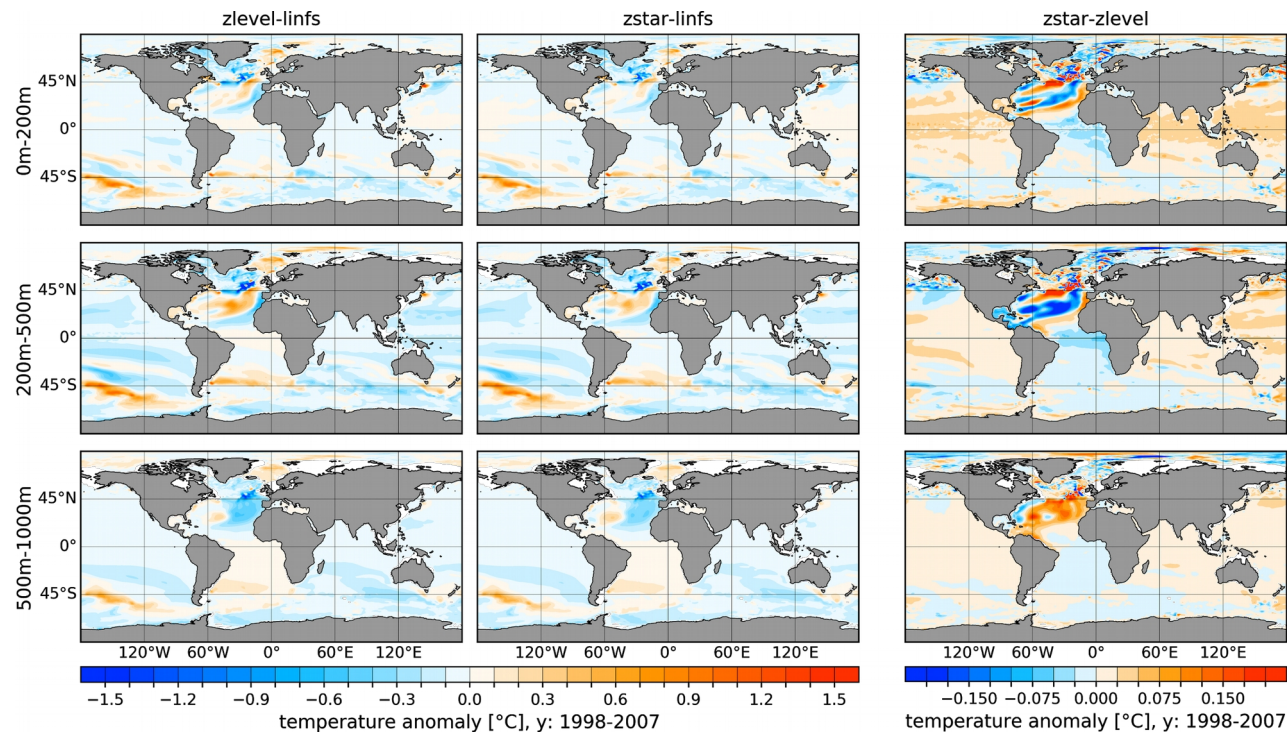 zlevel-linfs zstar-linfs zstar-zlevel
0m-200m
45°N
0°
45°S
200m-500m
45°N
0°
45°S
500m-1000m
45°N
0°
45°S
120°W 60°W 0°E 60°E 120°E 120°W 60°W 0°E 60°E 120°E 120°W 60°W 0°E 60°E 120°E
−1.5 −1.2 −0.9 −0.6 −0.3 0.0 0.3 0.6 0.9 1.2 1.5 −0.150 −0.075 0.000 0.075 0.150
temperature anomaly [°C], y: 1998-2007 temperature anomaly [°C], y: 1998-2007